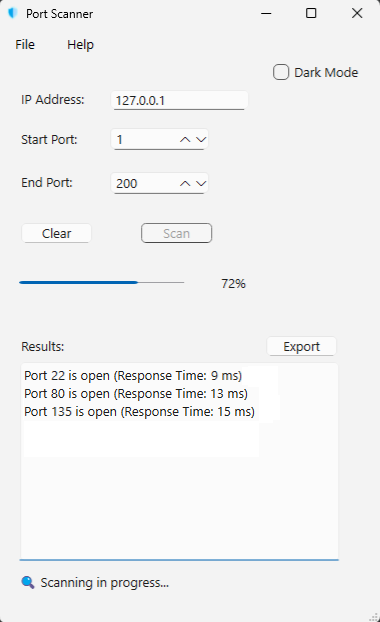 Port Scanner
File Help
Dark Mode
IP Address: 127.0.0.1
Start Port: 1
End Port: 200
Clear Scan
72%
Results: Export
Port 22 is open (Response Time: 9 ms)
Port 80 is open (Response Time: 13 ms)
Port 135 is open (Response Time: 15 ms)
Scanning in progress...